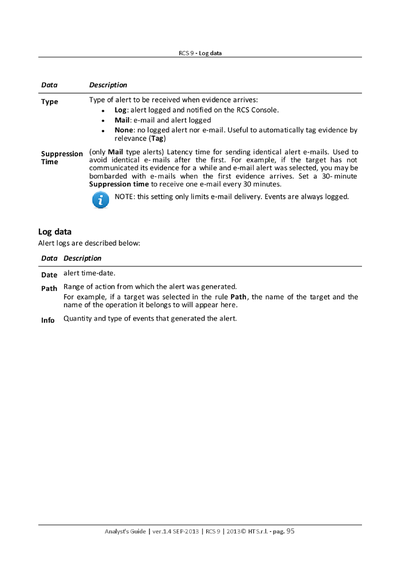 RCS 9 - Log data
Data Description
Type Type of alert to be received when evidence arrives:
• Log: alert logged and notified on the RCS Console.
• Mail: e-mail and alert logged
• None: no logged alert nor e-mail. Useful to automatically tag evidence by
relevance (Tag)
Suppression (only Mail type alerts) Latency time for sending identical alert e-mails. Used to
Time avoid identical e-mails after the first. For example, if the target has not
communicated its evidence for a while and e-mail alert was selected, you may be
bombarded with e-mails when the first evidence arrives. Set a 30-minute
Suppression time to receive one e-mail every 30 minutes.
NOTE: this setting only limits e-mail delivery. Events are always logged.
Log data
Alert logs are described below:
Data Description
Date alert time-date.
Path Range of action from which the alert was generated.
For example, if a target was selected in the rule Path, the name of the target and the
name of the operation it belongs to will appear here.
Info Quantity and type of events that generated the alert.
Analyst's Guide | ver.1.4 SEP-2013 | RCS 9 | 2013© HT S.r.l. - pag. 95